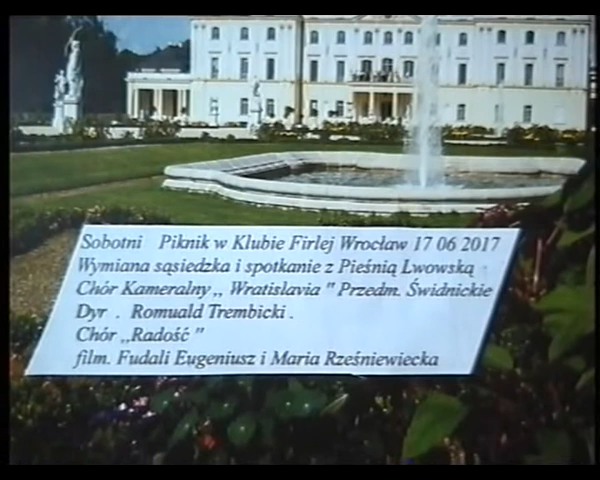 Sobotni Piknik w Klubie Firlej Wrocław 17 06 2017
Wymiana sąsiedzka i spotkanie z Pieśnią Lwowską
Chór Kameralny ,, Wratislavia " Przedm. Świdnickie
Dyr . Romuald Trembicki .
Chór ,,Radość "
film. Fudali Eugeniusz i Maria Rześniewiecka